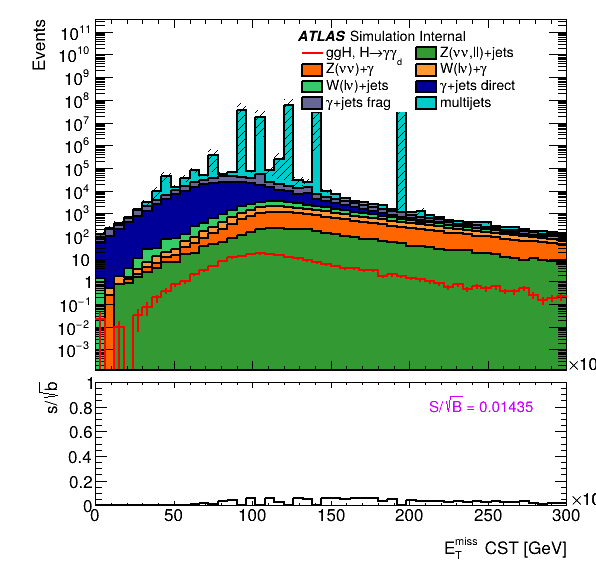 Events
10¹¹
10¹⁰
10⁹
10⁸
10⁷
10⁶
10⁵
10⁴
10³
10²
10
1
10⁻¹
10⁻²
10⁻³
ATLAS Simulation Internal
ggH, H→γγ_d
Z(νν,ll)+jets
Z(νν)+γ
W(lν)+γ
W(lν)+jets
γ+jets direct
γ+jets frag
multijets
×10
s/√b
1
0.8
0.6
0.4
0.2
0
S/√B = 0.01435
×10
0 50 100 150 200 250 300
E_T^miss CST [GeV]